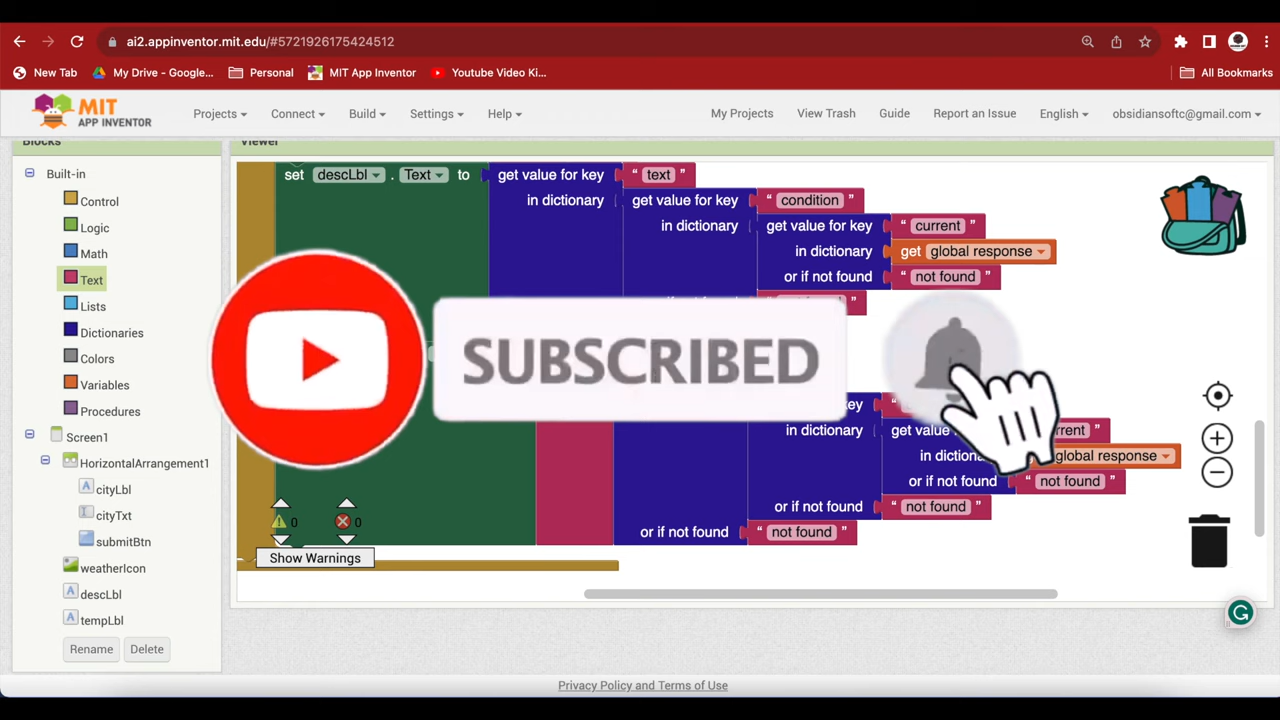 ai2.appinventor.mit.edu/#5721926175424512
New Tab
My Drive - Google...
Personal
MIT App Inventor
Youtube Video Ki...
All Bookmarks
MIT
APP INVENTOR
Projects
Connect
Build
Settings
Help
My Projects
View Trash
Guide
Report an Issue
English
obsidiansoftc@gmail.com
Blocks
Viewer
Built-in
Control
Logic
Math
Text
Lists
Dictionaries
Colors
Variables
Procedures
Screen1
HorizontalArrangement1
cityLbl
cityTxt
submitBtn
weatherIcon
descLbl
tempLbl
Rename
Delete
set descLbl . Text to get value for key " text "
in dictionary get value for key " condition "
in dictionary get value for key " current "
in dictionary get global response
or if not found " not found "
SUBSCRIBED
in dictionary get value
in dictionary global response
or if not found " not found "
or if not found " not found "
or if not found " not found "
0 0
Show Warnings
Privacy Policy and Terms of Use